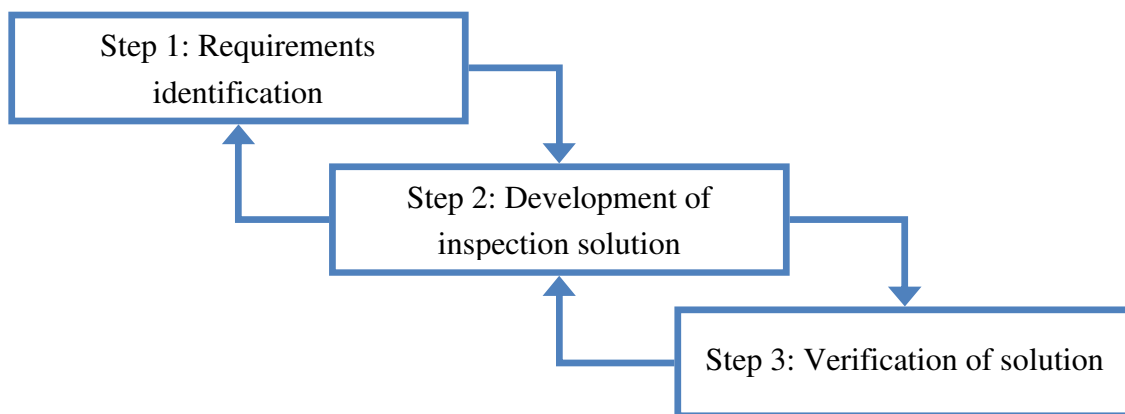 Step 1: Requirements
identification
Step 2: Development of
inspection solution
Step 3: Verification of solution